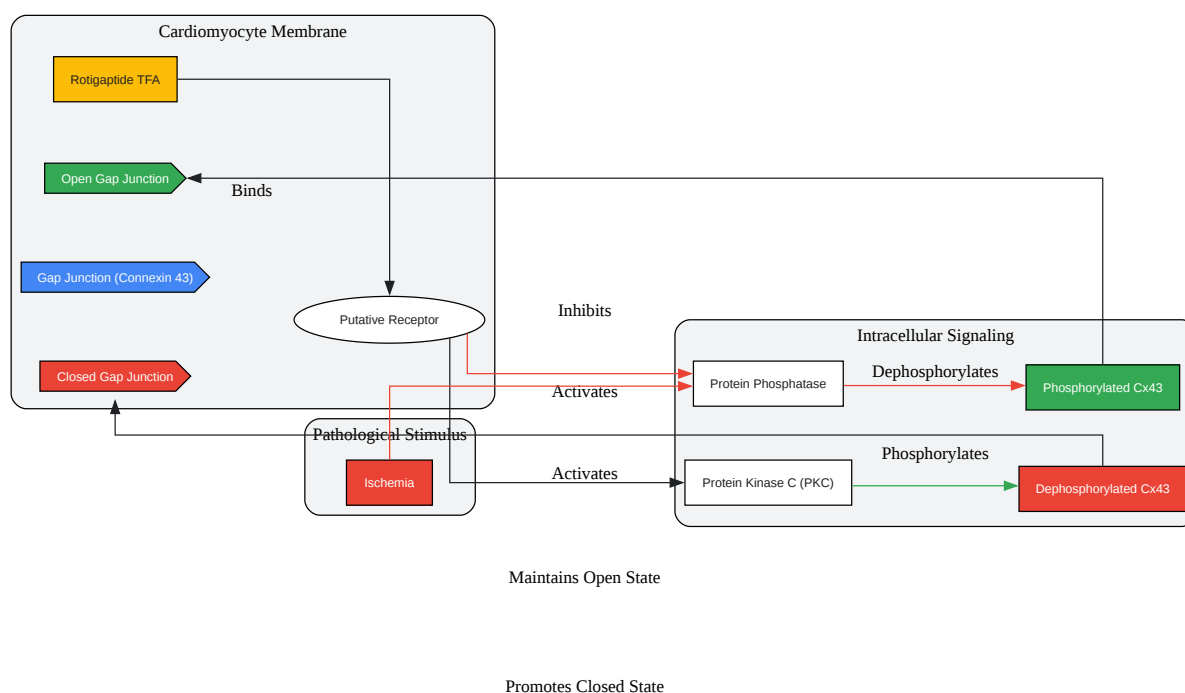 Cardiomyocyte Membrane
Rotigaptide TFA
Open Gap Junction
Binds
Gap Junction (Connexin 43)
Putative Receptor
Closed Gap Junction
Pathological Stimulus
Ischemia
Inhibits
Activates
Activates
Intracellular Signaling
Protein Phosphatase
Dephosphorylates
Phosphorylated Cx43
Phosphorylates
Protein Kinase C (PKC)
Dephosphorylated Cx43
Maintains Open State
Promotes Closed State